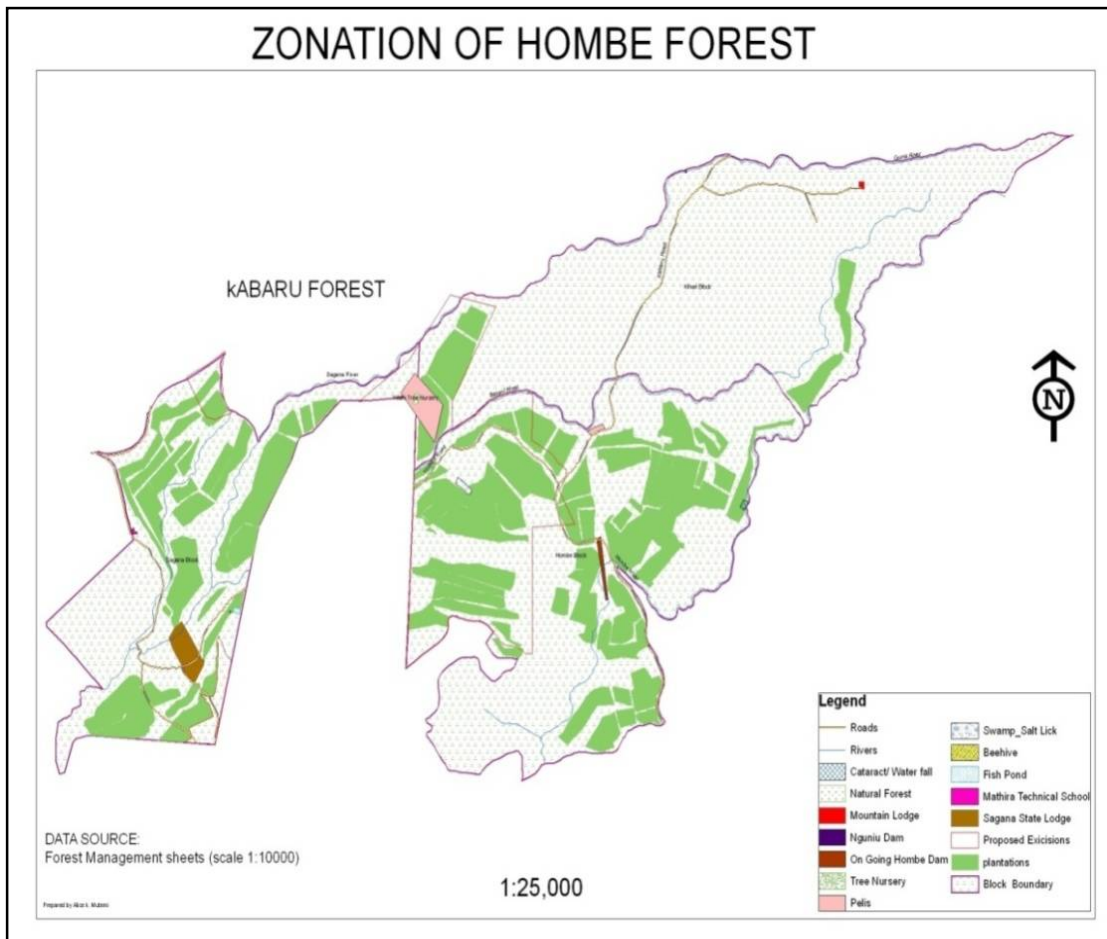 ZONATION OF HOMBE FOREST
kABARU FOREST
Sagana River
Tree Nursery
Hombe Block
N
DATA SOURCE:
Forest Management sheets (scale 1:10000)
1:25,000
Legend
Roads
Rivers
Cataract/ Water fall
Natural Forest
Mountain Lodge
Nguniu Dam
On Going Hombe Dam
Tree Nursery
Pelis
Swamp_Salt Lick
Beehive
Fish Pond
Mathira Technical School
Sagana State Lodge
Proposed Exicisions
plantations
Block Boundary